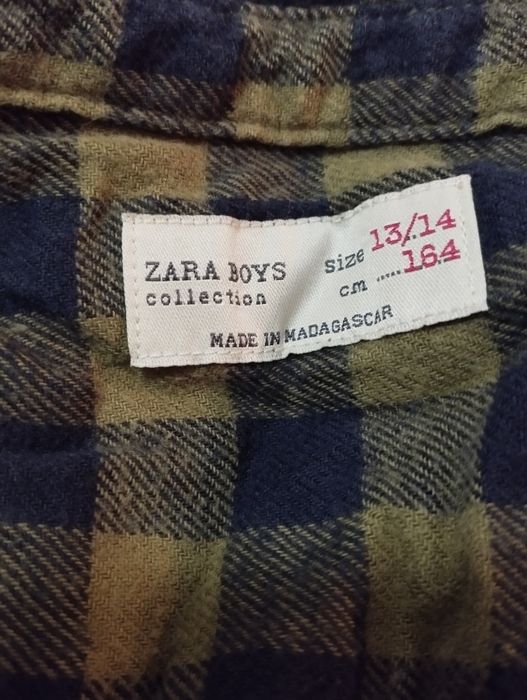 ZARA BOYS
collection
size 13/14
cm ..... 164
MADE IN MADAGASCAR